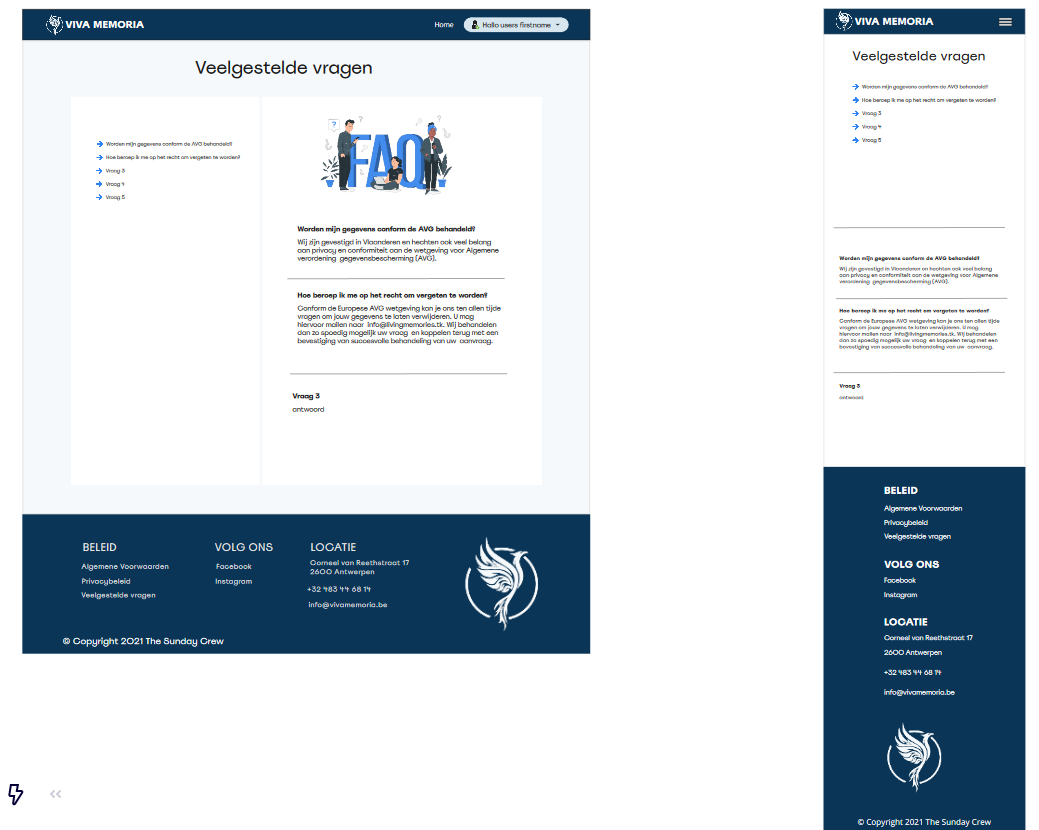 VIVA MEMORIA
Home
Hallo users firstname
Veelgestelde vragen
Worden mijn gegevens conform de AVG behandeld?
Hoe beroep ik me op het recht om vergeten te worden?
Vraag 3
Vraag 4
Vraag 5
?
?
?
FAQ
Worden mijn gegevens conform de AVG behandeld?
Wij zijn gevestigd in Vlaanderen en hechten ook veel belang
aan privacy en conformiteit aan de wetgeving voor Algemene
verordening gegevensbescherming (AVG).
Hoe beroep ik me op het recht om vergeten te worden?
Conform de Europese AVG wetgeving kan je ons ten allen tijde
vragen om jouw gegevens te laten verwijderen. U mag
hiervoor mailen naar info@livingmemories.tk. Wij behandelen
dan zo spoedig mogelijk uw vraag en koppelen terug met een
bevestiging van succesvolle behandeling van uw aanvraag.
Vraag 3
antwoord
BELEID
Algemene Voorwaarden
Privacybeleid
Veelgestelde vragen
VOLG ONS
Facebook
Instagram
LOCATIE
Corneel van Reethstraat 17
2600 Antwerpen
+32 483 44 68 14
info@vivamemoria.be
© Copyright 2021 The Sunday Crew
VIVA MEMORIA
Veelgestelde vragen
Worden mijn gegevens conform de AVG behandeld?
Hoe beroep ik me op het recht om vergeten te worden?
Vraag 3
Vraag 4
Vraag 5
Worden mijn gegevens conform de AVG behandeld?
Wij zijn gevestigd in Vlaanderen en hechten ook veel belang
aan privacy en conformiteit aan de wetgeving voor Algemene
verordening gegevensbescherming (AVG).
Hoe beroep ik me op het recht om vergeten te worden?
Conform de Europese AVG wetgeving kan je ons ten allen tijde
vragen om jouw gegevens te laten verwijderen. U mag
hiervoor mailen naar info@livingmemories.tk. Wij behandelen
dan zo spoedig mogelijk uw vraag en koppelen terug met een
bevestiging van succesvolle behandeling van uw aanvraag.
Vraag 3
antwoord
BELEID
Algemene Voorwaarden
Privacybeleid
Veelgestelde vragen
VOLG ONS
Facebook
Instagram
LOCATIE
Corneel van Reethstraat 17
2600 Antwerpen
+32 483 44 68 14
info@vivamemoria.be
© Copyright 2021 The Sunday Crew